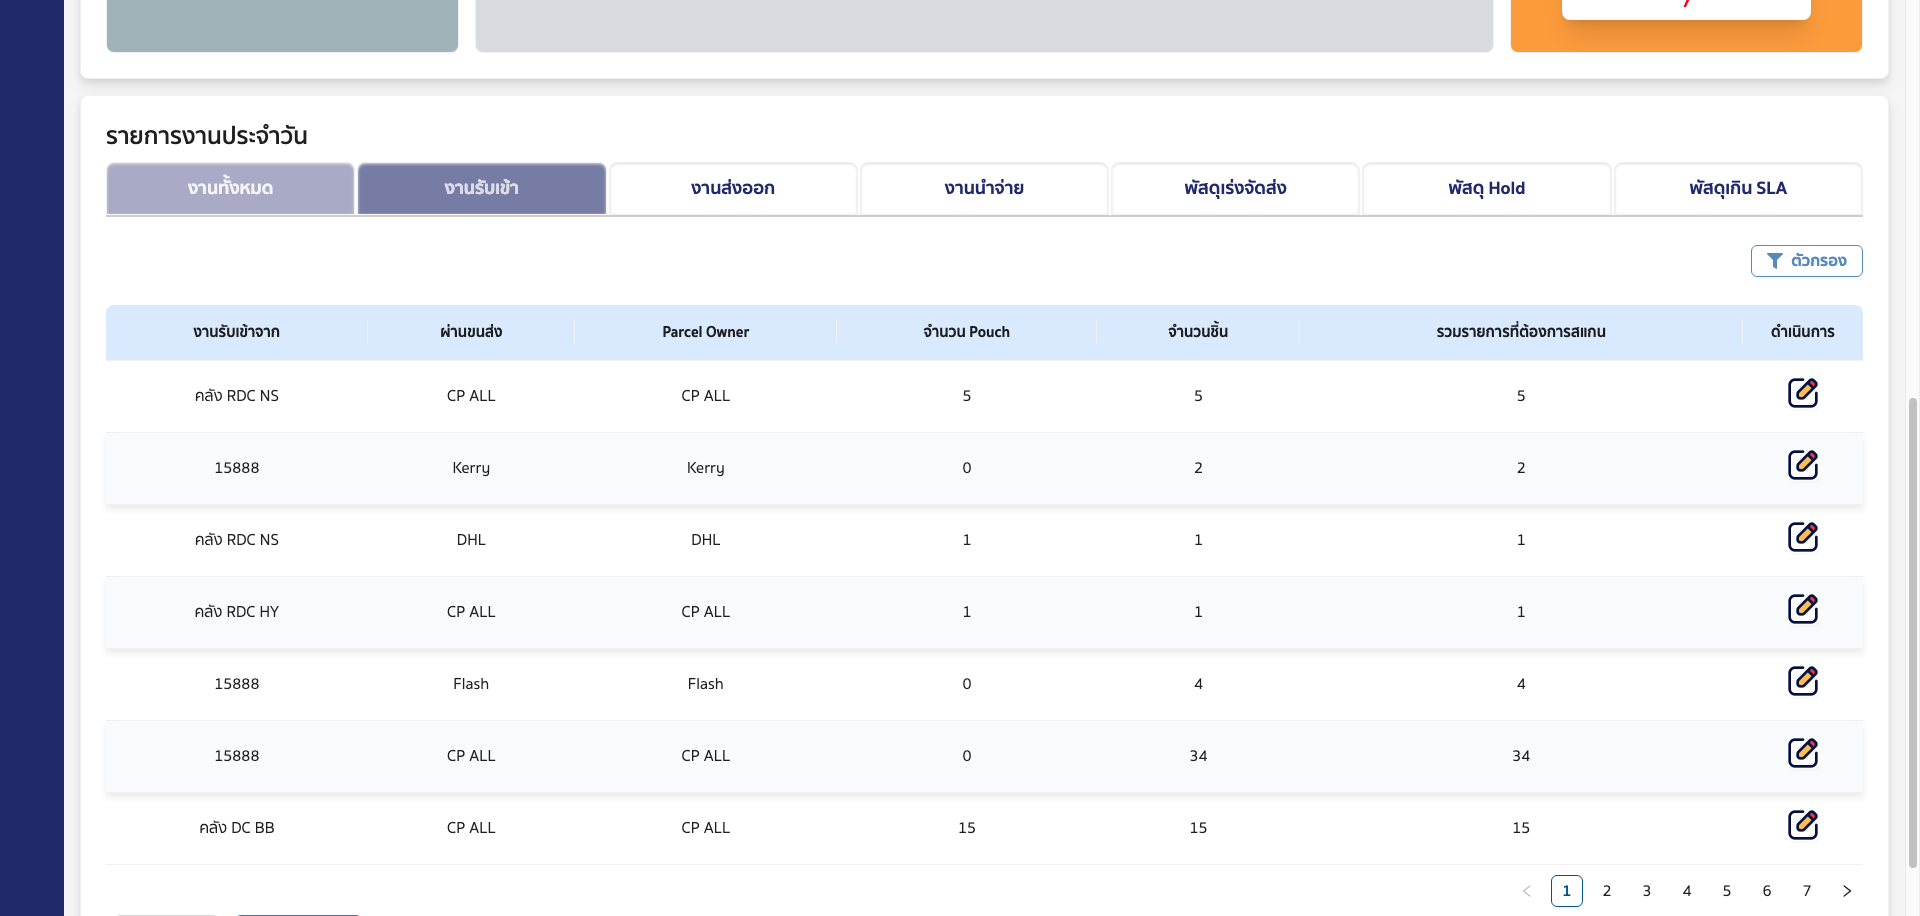 รายการงานประจำวัน
งานทั้งหมด งานรับเข้า งานส่งออก งานนำจ่าย พัสดุเร่งจัดส่ง พัสดุ Hold พัสดุเกิน SLA
ตัวกรอง
งานรับเข้าจาก ผ่านขนส่ง Parcel Owner จำนวน Pouch จำนวนชิ้น รวมรายการที่ต้องการสแกน ดำเนินการ
คลัง RDC NS CP ALL CP ALL 5 5 5
15888 Kerry Kerry 0 2 2
คลัง RDC NS DHL DHL 1 1 1
คลัง RDC HY CP ALL CP ALL 1 1 1
15888 Flash Flash 0 4 4
15888 CP ALL CP ALL 0 34 34
คลัง DC BB CP ALL CP ALL 15 15 15
1 2 3 4 5 6 7